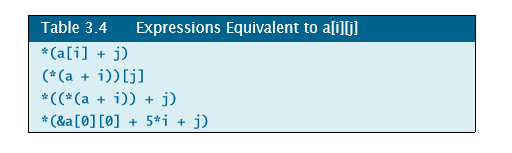 Table 3.4 Expressions Equivalent to a[i][j]
*(a[i] + j)
(*(a + i))[j]
*((*(a + i)) + j)
*(&a[0][0] + 5*i + j)